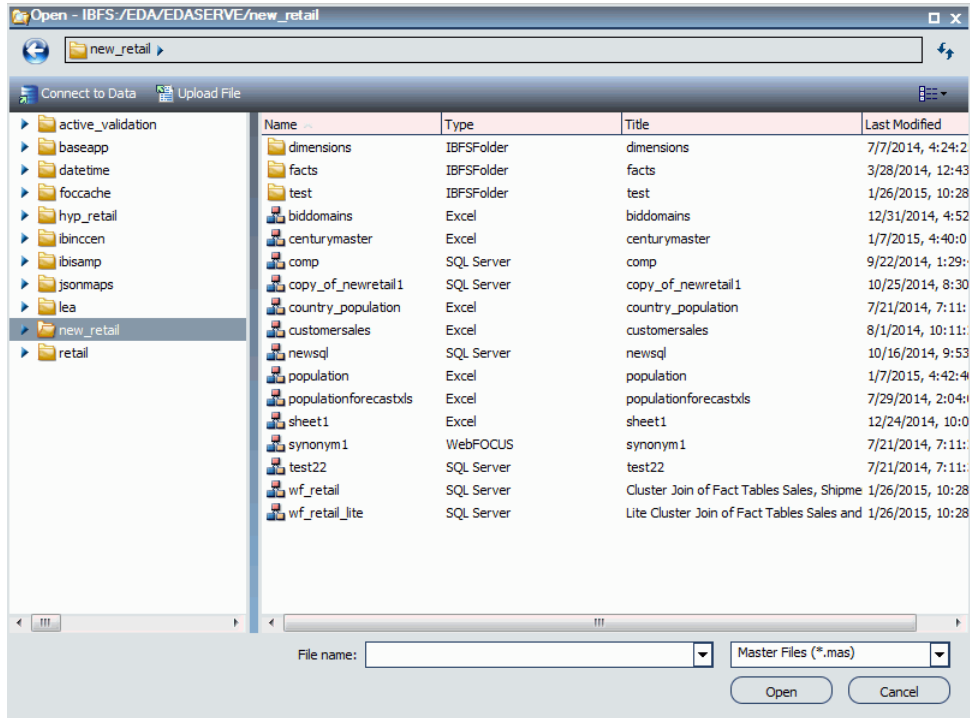 Open - IBFS:/EDA/EDASERVE/new_retail
new_retail
Connect to Data Upload File
active_validation
baseapp
datetime
foccache
hyp_retail
ibinccen
ibisamp
jsonmaps
lea
new_retail
retail
Name Type Title Last Modified
dimensions IBFSFolder dimensions 7/7/2014, 4:24:2
facts IBFSFolder facts 3/28/2014, 12:43
test IBFSFolder test 1/26/2015, 10:28
biddomains Excel biddomains 12/31/2014, 4:52
centurymaster Excel centurymaster 1/7/2015, 4:40:0
comp SQL Server comp 9/22/2014, 1:29:
copy_of_newretail1 SQL Server copy_of_newretail1 10/25/2014, 8:30
country_population Excel country_population 7/21/2014, 7:11:
customersales Excel customersales 8/1/2014, 10:11:
newsql SQL Server newsql 10/16/2014, 9:53
population Excel population 1/7/2015, 4:42:4
populationforecastxls Excel populationforecastxls 7/29/2014, 2:04:
sheet1 Excel sheet1 12/24/2014, 10:0
synonym1 WebFOCUS synonym1 7/21/2014, 7:11:
test22 SQL Server test22 7/21/2014, 7:11:
wf_retail SQL Server Cluster Join of Fact Tables Sales, Shipme 1/26/2015, 10:28
wf_retail_lite SQL Server Lite Cluster Join of Fact Tables Sales and 1/26/2015, 10:28
File name: Master Files (*.mas)
Open Cancel